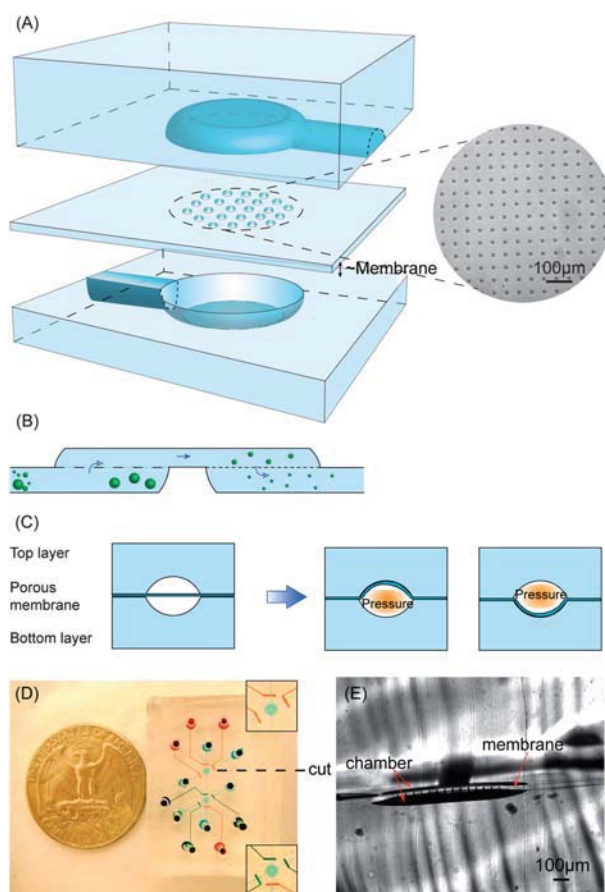 (A)
~Membrane
100µm
(B)
(C)
Top layer
Porous
membrane
Bottom layer
Pressure
Pressure
(D)
cut
(E)
chamber
membrane
100µm